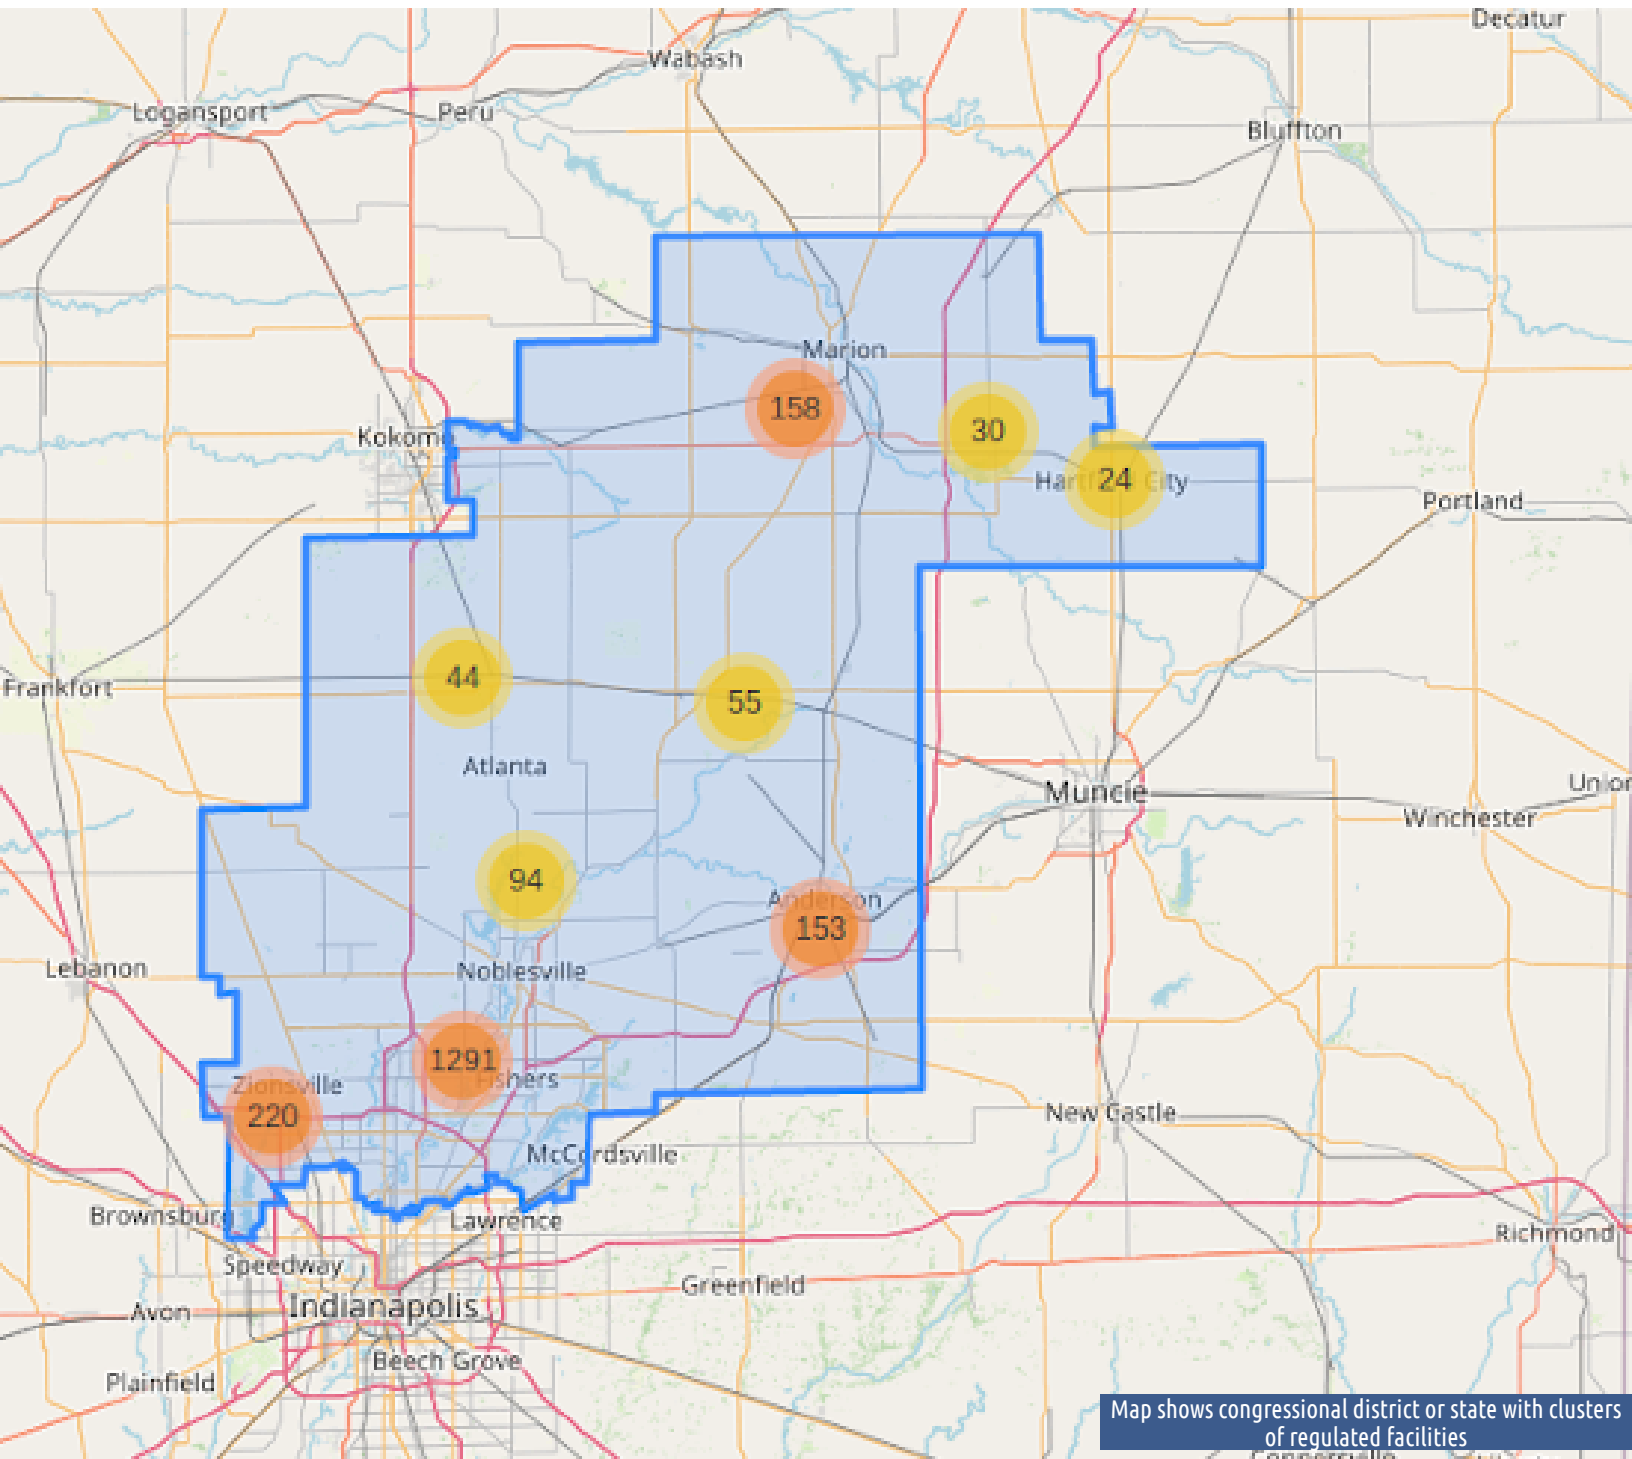 Decatur
Wabash
Logansport
Peru
Bluffton
Marion
158
30
Kokomo
24
Portland
44
Frankfort
55
Atlanta
Muncie
Winchester
94
Anderson
153
Lebanon
Noblesville
1291
Fishers
Zionsville
220
New Castle
McCordsville
Brownsburg
Lawrence
Richmond
Speedway
Greenfield
Indianapolis
Avon
Beech Grove
Plainfield
Map shows congressional district or state with clusters
of regulated facilities